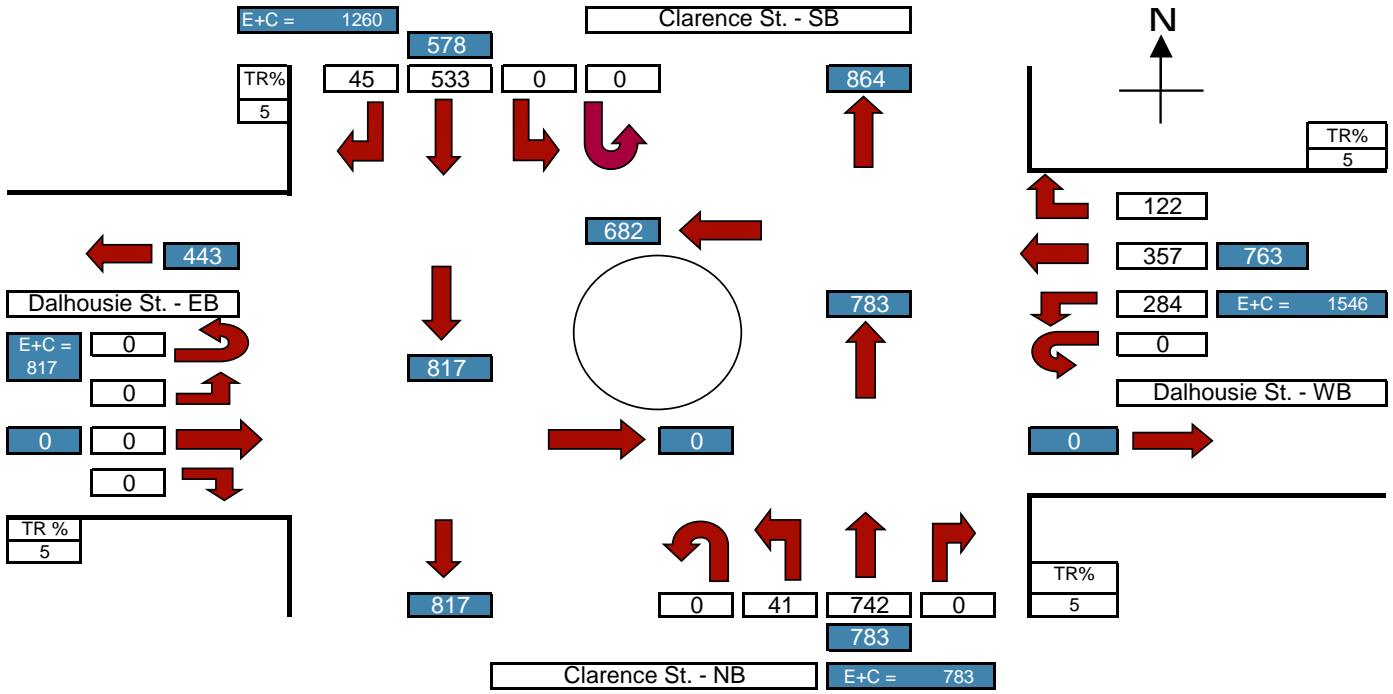 E+C = 1260
Clarence St. - SB
N
578
TR% 45 533 0 0 864
5
TR%
5
122
682
443
357 763
Dalhousie St. - EB
783
284 E+C = 1546
E+C =
817
0
0
817
0
Dalhousie St. - WB
0 0
0
0
0
TR %
5
TR%
817
0 41 742 0
5
783
Clarence St. - NB
E+C = 783